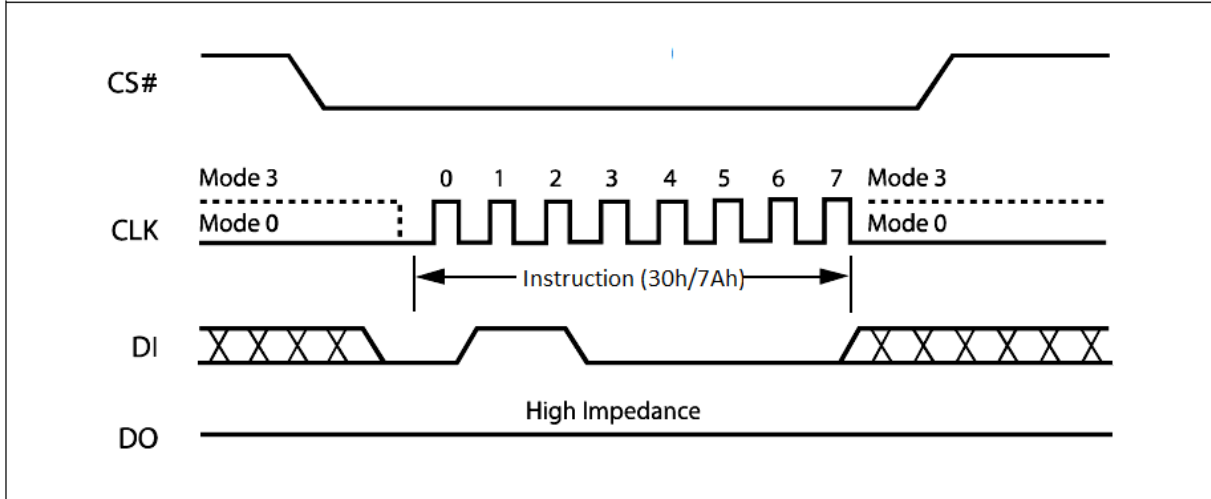 CS#
Mode 3 0 1 2 3 4 5 6 7 Mode 3
CLK Mode 0 Mode 0
Instruction (30h/7Ah)
DI
High Impedance
DO